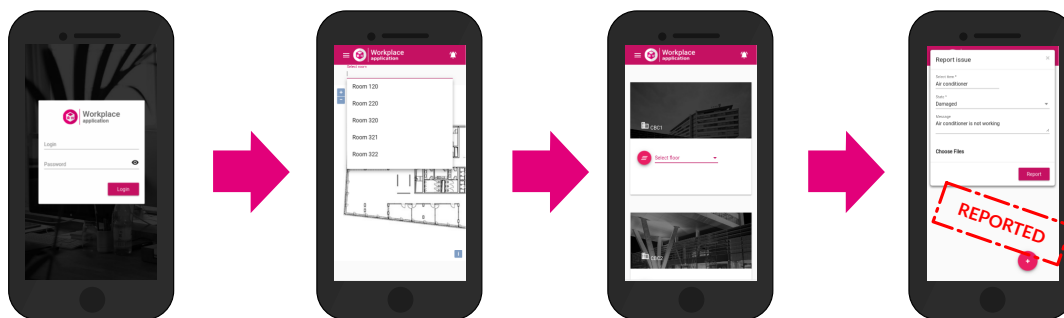 Workplace
application
Login
Password
Login
Workplace
application
Select room
Room 120
Room 220
Room 320
Room 321
Room 322
Workplace
application
CBC1
Select floor
CBC2
Report issue
Select Item *
Air conditioner
State *
Damaged
Message
Air conditioner is not working
Choose Files
Report
REPORTED